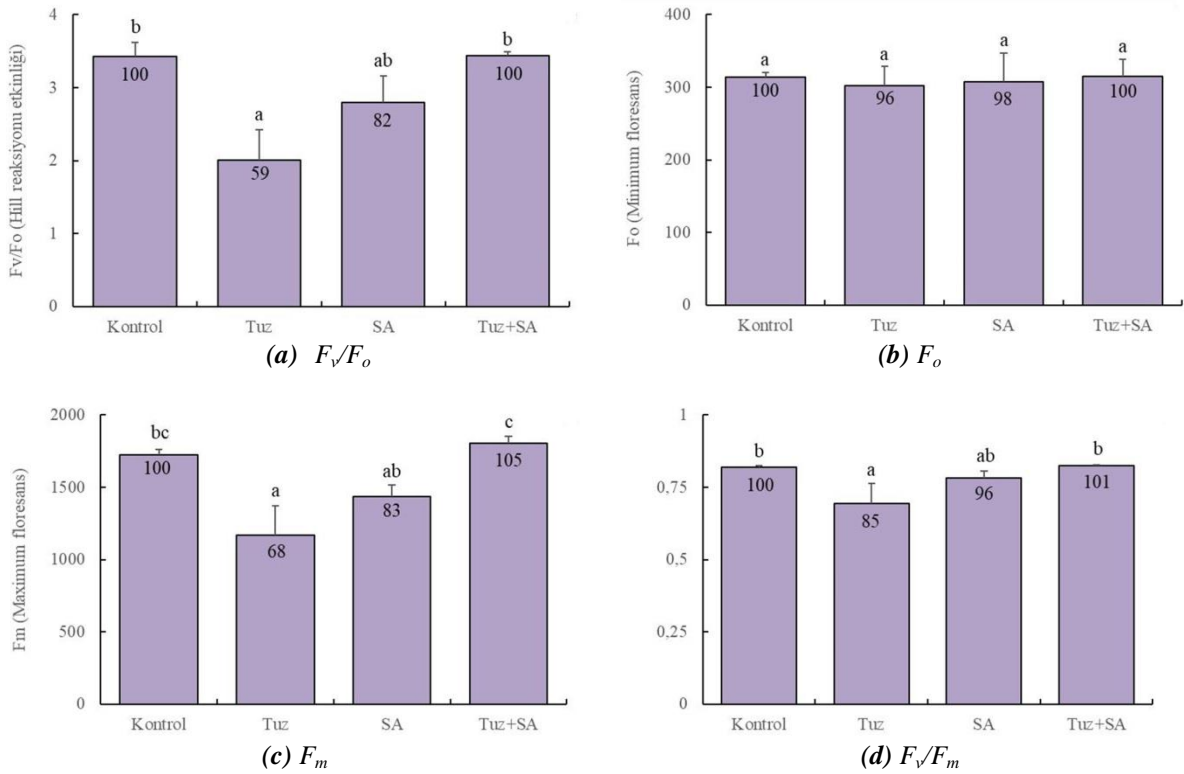 Fv/Fo (Hill reaksiyonu etkinliği)
4
3
2
1
0
b
100
a
59
ab
82
b
100
Kontrol Tuz SA Tuz+SA
(a) Fv/Fo
Fo (Minimum floresans)
400
300
200
100
0
a
100
a
96
a
98
a
100
Kontrol Tuz SA Tuz+SA
(b) Fo
Fm (Maximum floresans)
2000
1500
1000
500
0
bc
100
a
68
ab
83
c
105
Kontrol Tuz SA Tuz+SA
(c) Fm
1
0,75
0,5
0,25
0
b
100
a
85
ab
96
b
101
Kontrol Tuz SA Tuz+SA
(d) Fv/Fm